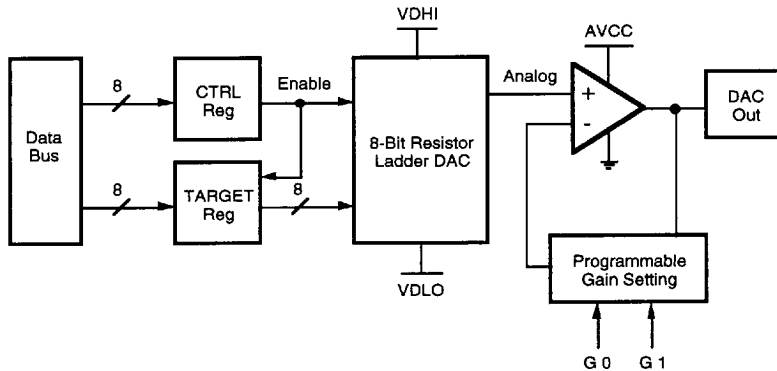 VDHI
AVCC
8
CTRL
Reg
Enable
Analog
+
-
DAC
Out
Data
Bus
8-Bit Resistor
Ladder DAC
8
TARGET
Reg
8
VDLO
Programmable
Gain Setting
G 0
G 1